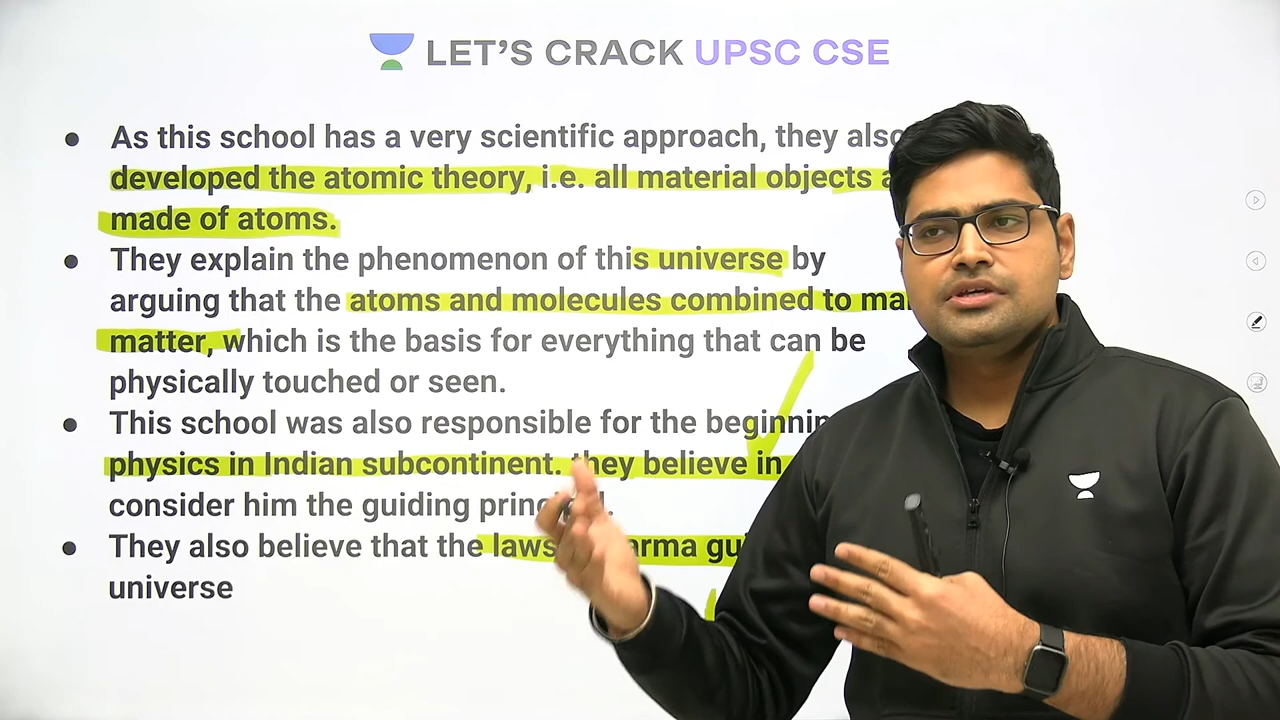 LET'S CRACK UPSC CSE
● As this school has a very scientific approach, they also
developed the atomic theory, i.e. all material objects
made of atoms.
● They explain the phenomenon of this universe by
arguing that the atoms and molecules combined to
matter, which is the basis for everything that can be
physically touched or seen.
● This school was also responsible for the
physics in Indian subcontinent. they believe in
consider him the guiding
● They also believe that the laws
universe